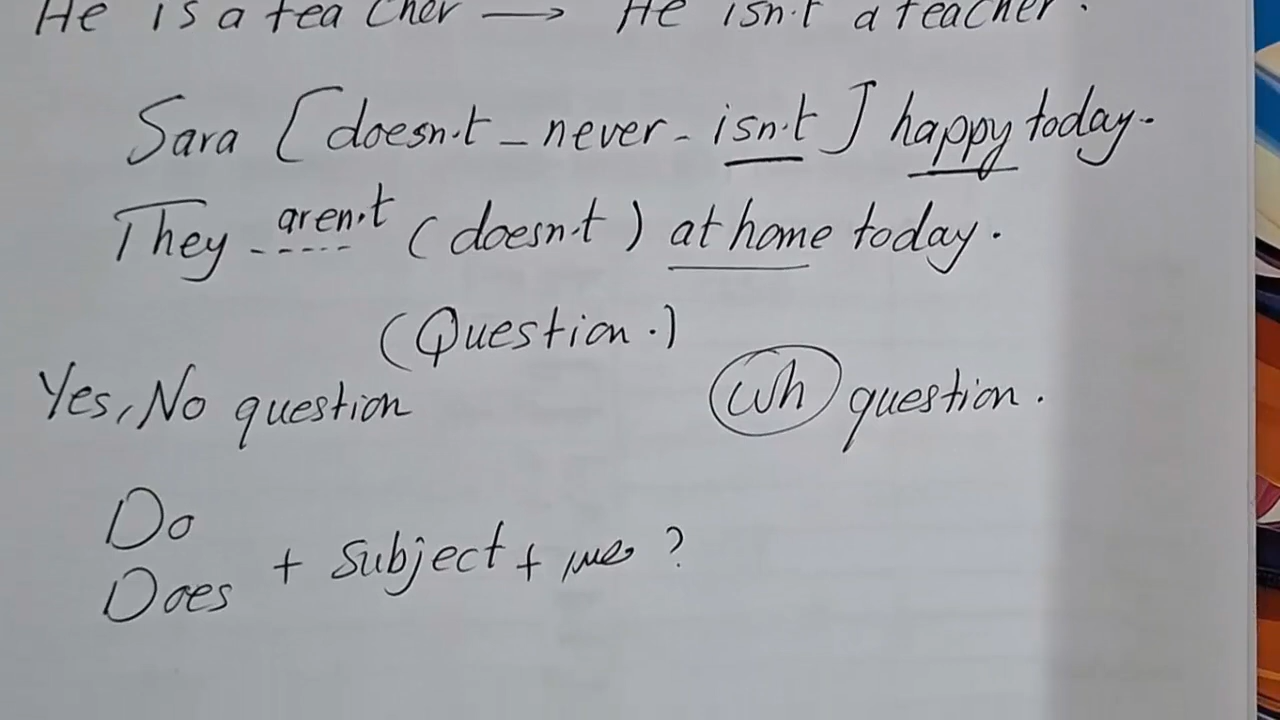 He is a teacher → He isn't a teacher.
Sara [doesn't - never - isn't] happy today.
They aren't (doesn't) at home today.
(Question.)
Yes, No question
Wh question.
Do
Does + Subject + مصدر ?